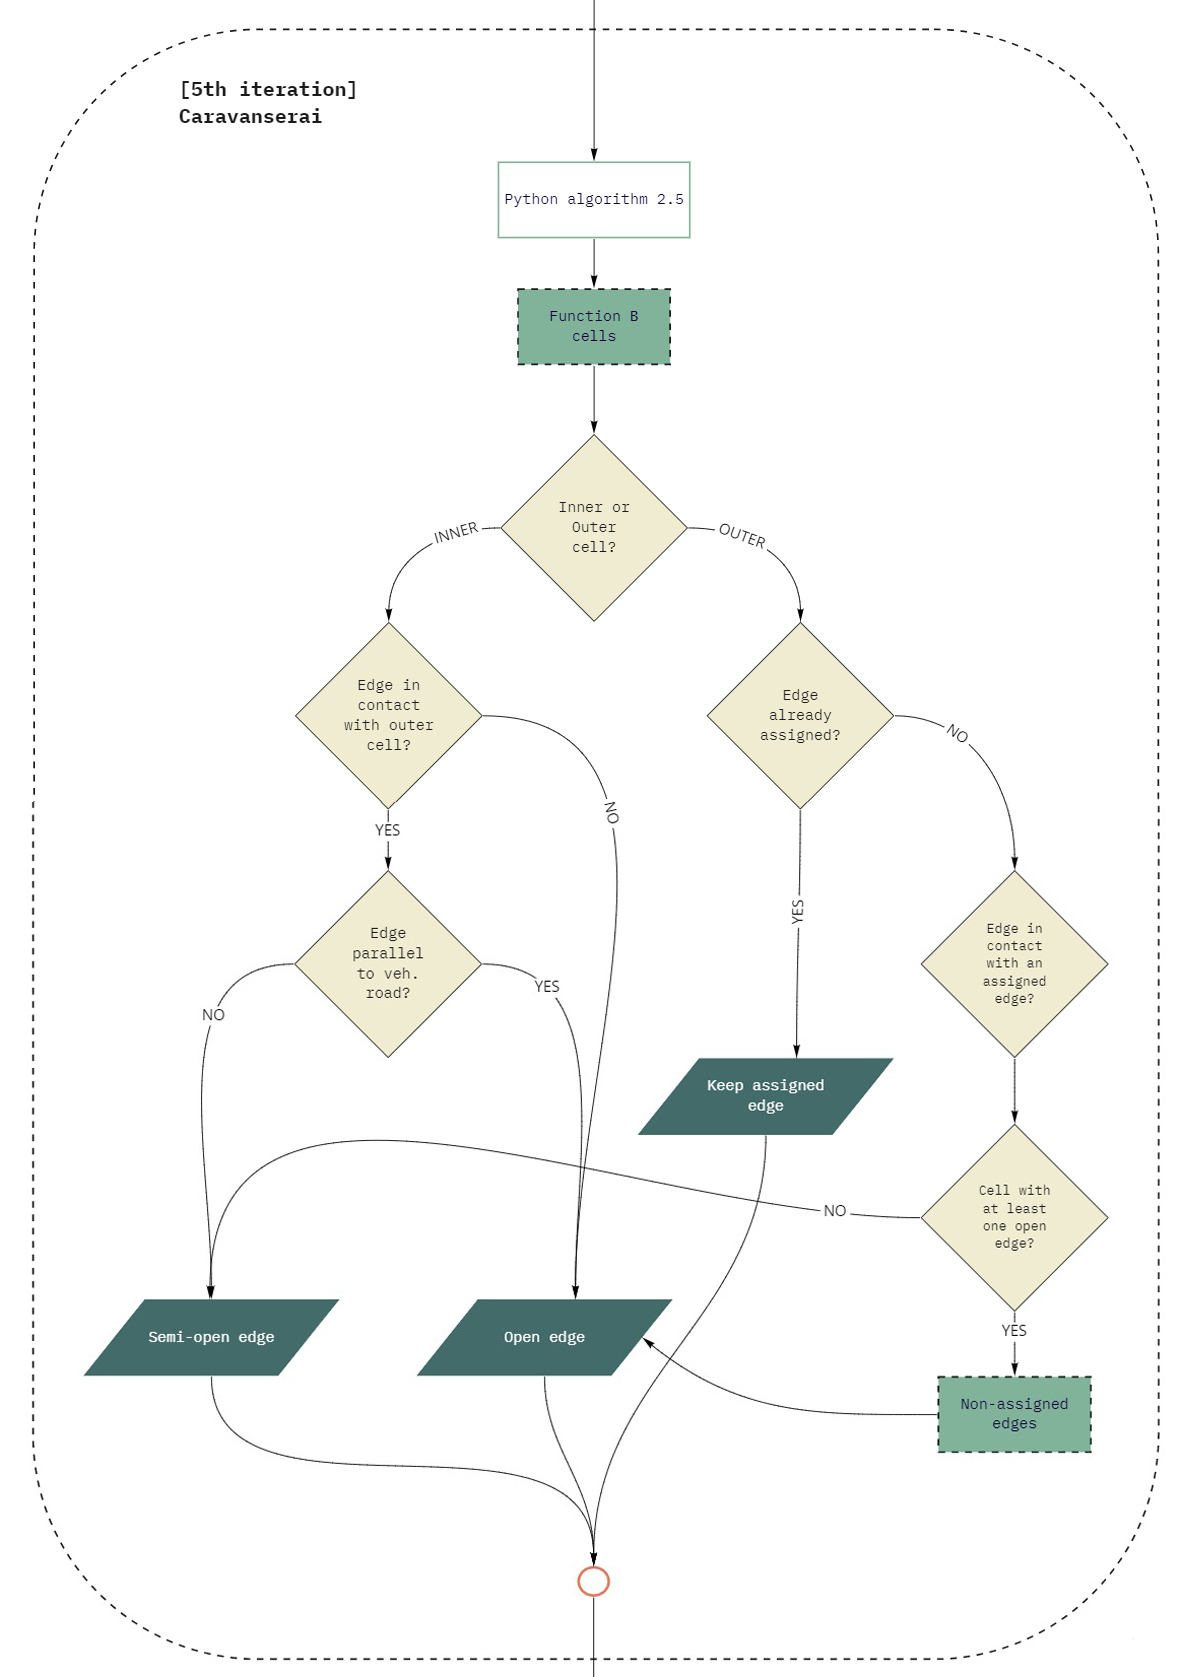 [5th iteration]
Caravanserai
Python algorithm 2.5
Function B
cells
Inner or
Outer
cell?
INNER
OUTER
Edge in
contact
with outer
cell?
Edge
already
assigned?
NO
NO
YES
YES
Edge
parallel
to veh.
road?
Edge in
contact
with an
assigned
edge?
NO
YES
Keep assigned
edge
Cell with
at least
one open
edge?
NO
YES
Semi-open edge
Open edge
Non-assigned
edges